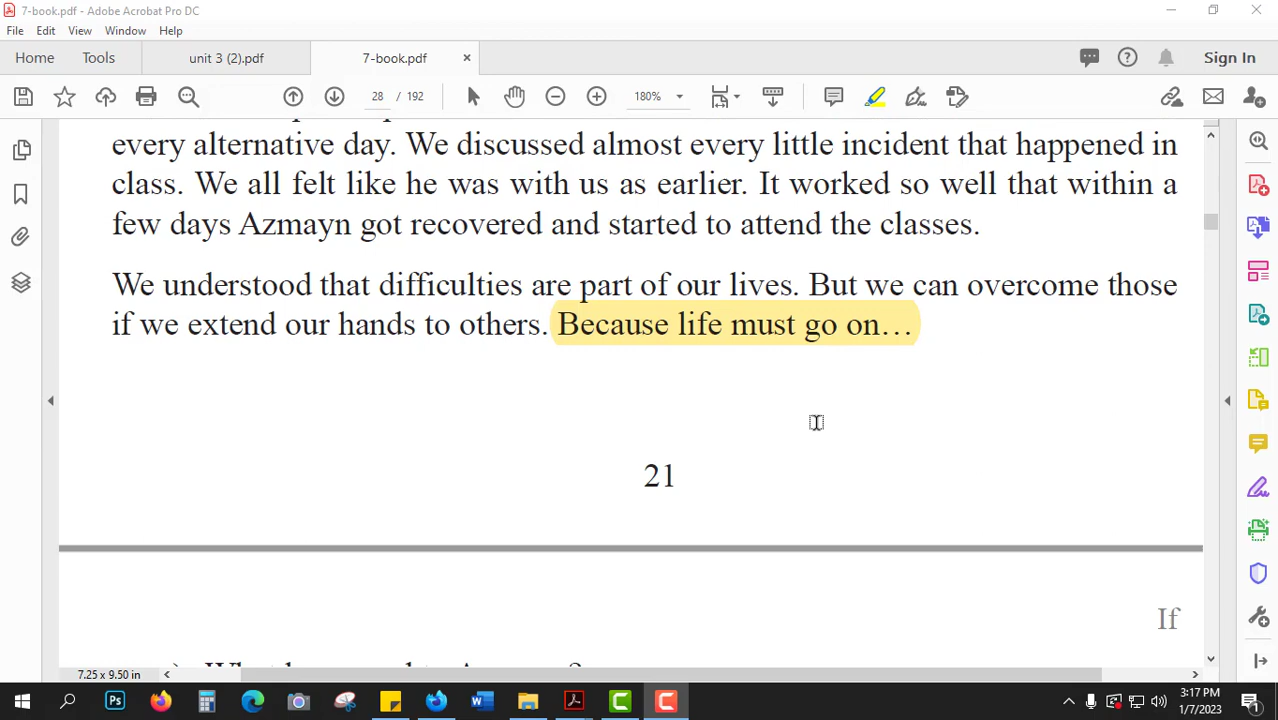 7-book.pdf - Adobe Acrobat Pro DC
File Edit View Window Help
Home Tools unit 3 (2).pdf 7-book.pdf × Sign In
28 / 192 180%
every alternative day. We discussed almost every little incident that happened in
class. We all felt like he was with us as earlier. It worked so well that within a
few days Azmayn got recovered and started to attend the classes.
We understood that difficulties are part of our lives. But we can overcome those
if we extend our hands to others. Because life must go on…
21
If
7.25 x 9.50 in
3:17 PM
1/7/2023